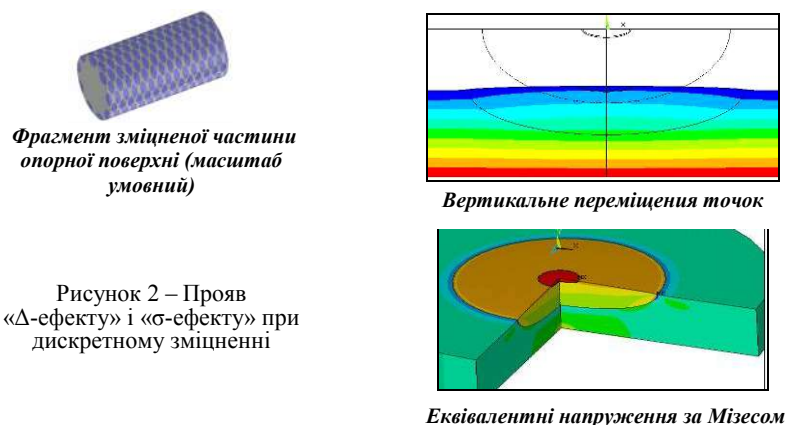 Фрагмент зміцненої частини
опорної поверхні (масштаб
умовний)
Вертикальне переміщення точок
Рисунок 2 – Прояв
«Δ-ефекту» і «σ-ефекту» при
дискретному зміцненні
Еквівалентні напруження за Мізесом